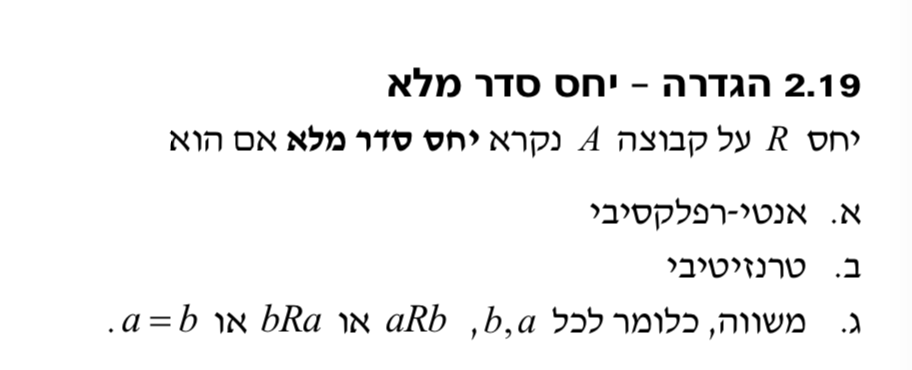 2.19 הגדרה – יחס סדר מלא
יחס R על קבוצה A נקרא יחס סדר מלא אם הוא
א. אנטי-רפלקסיבי
ב. טרנזיטיבי
ג. משווה, כלומר לכל b,a, aRb או bRa או a = b.